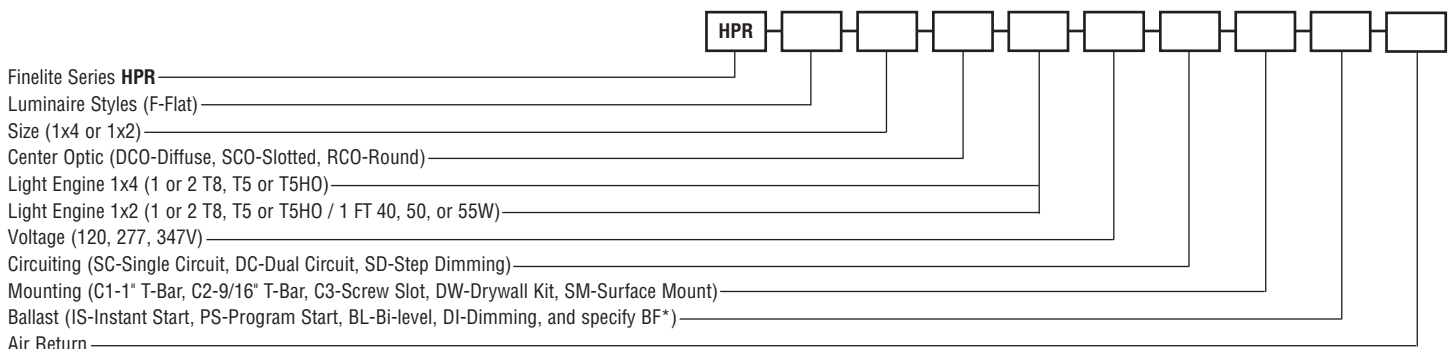 HPR
Finelite Series HPR
Luminaire Styles (F-Flat)
Size (1x4 or 1x2)
Center Optic (DCO-Diffuse, SCO-Slotted, RCO-Round)
Light Engine 1x4 (1 or 2 T8, T5 or T5HO)
Light Engine 1x2 (1 or 2 T8, T5 or T5HO / 1 FT 40, 50, or 55W)
Voltage (120, 277, 347V)
Circuiting (SC-Single Circuit, DC-Dual Circuit, SD-Step Dimming)
Mounting (C1-1" T-Bar, C2-9/16" T-Bar, C3-Screw Slot, DW-Drywall Kit, SM-Surface Mount)
Ballast (IS-Instant Start, PS-Program Start, BL-Bi-level, DI-Dimming, and specify BF*)
Air Return